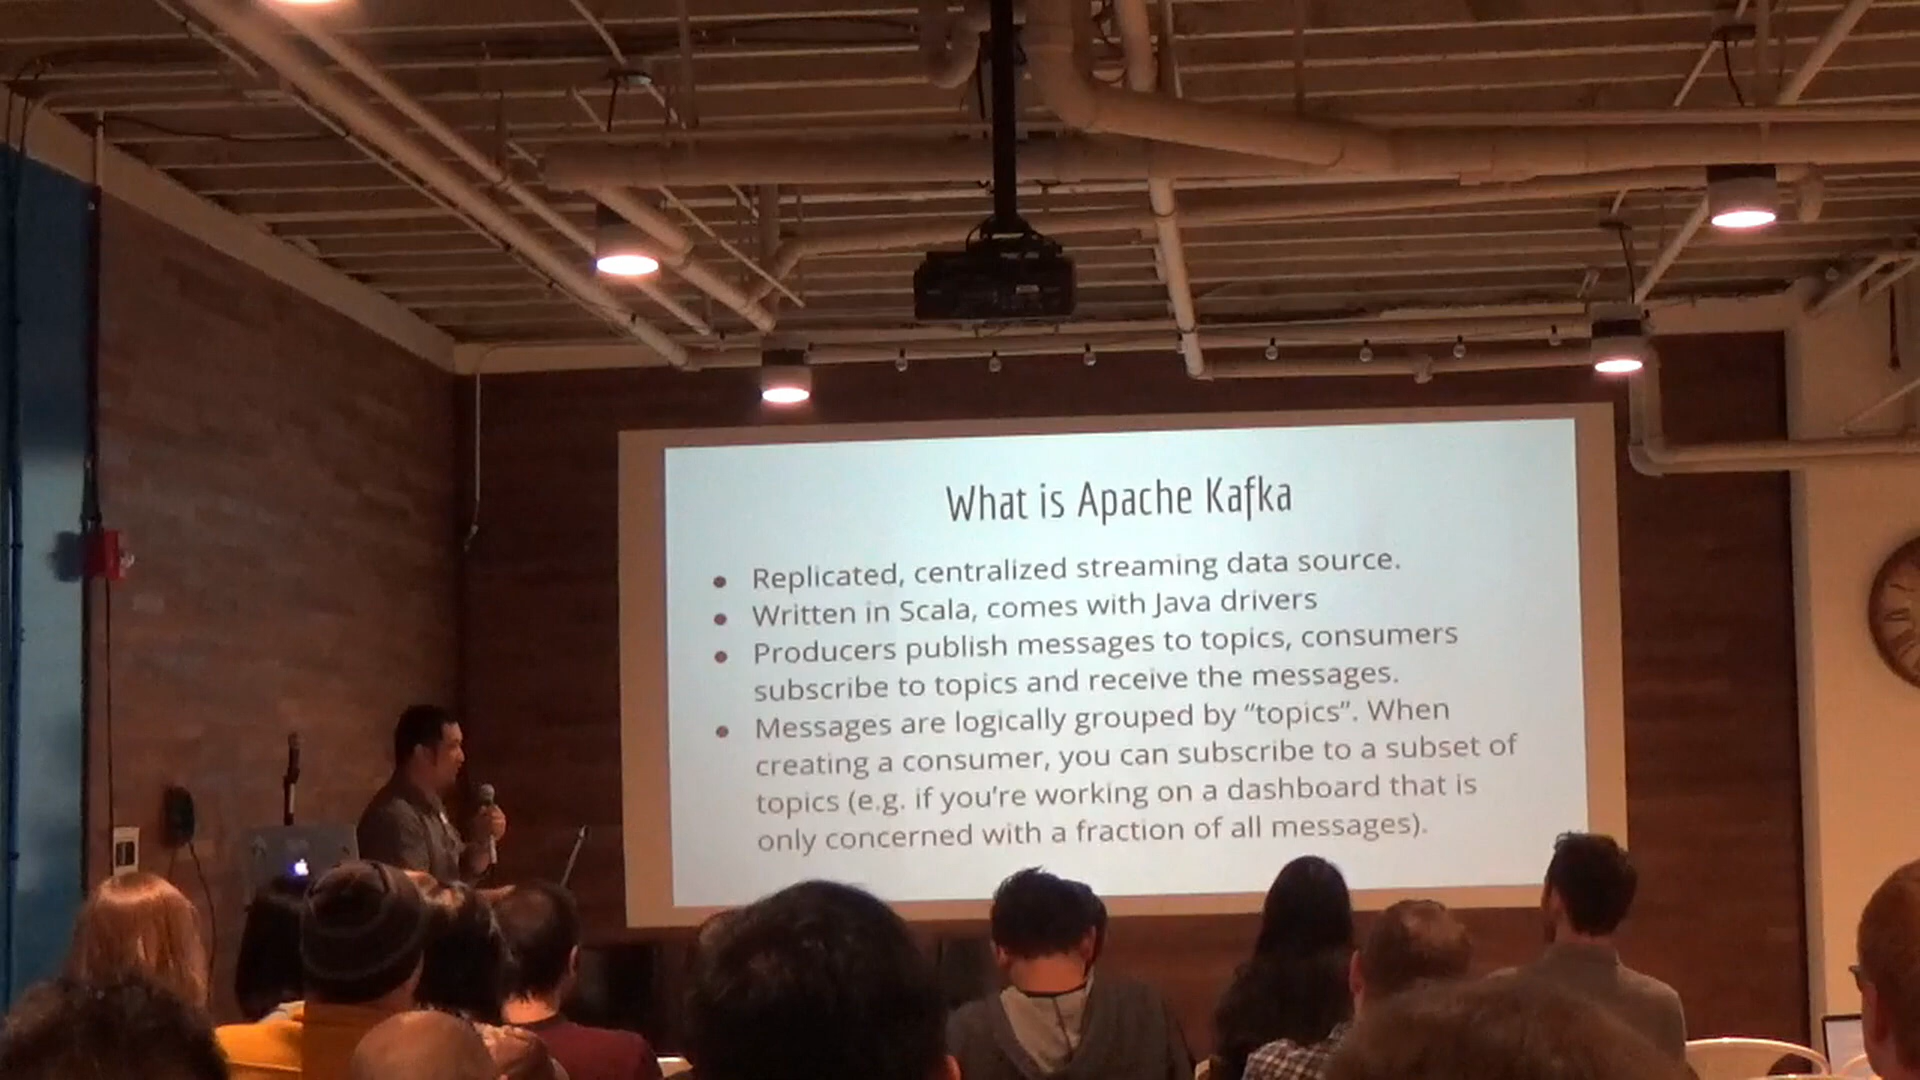 What is Apache Kafka
● Replicated, centralized streaming data source.
● Written in Scala, comes with Java drivers
● Producers publish messages to topics, consumers
subscribe to topics and receive the messages.
● Messages are logically grouped by “topics”. When
creating a consumer, you can subscribe to a subset of
topics (e.g. if you’re working on a dashboard that is
only concerned with a fraction of all messages).